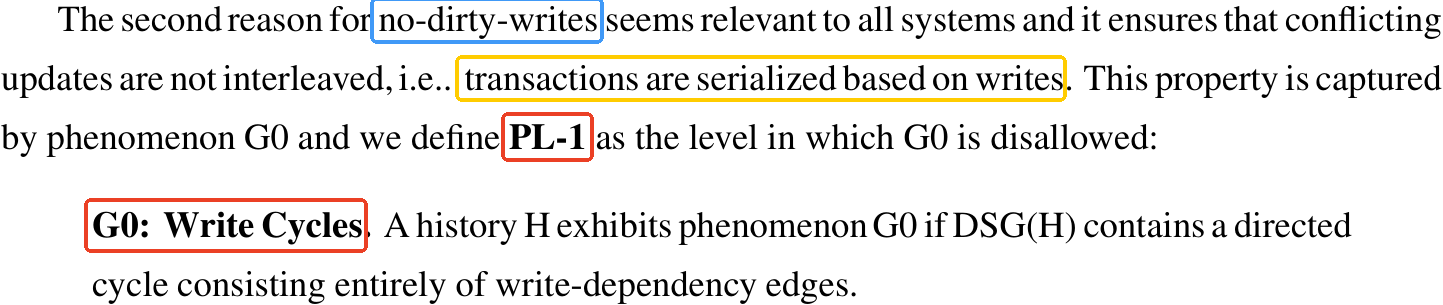 The second reason for no-dirty-writes seems relevant to all systems and it ensures that conflicting
updates are not interleaved, i.e.. transactions are serialized based on writes. This property is captured
by phenomenon G0 and we define PL-1 as the level in which G0 is disallowed:
G0: Write Cycles. A history H exhibits phenomenon G0 if DSG(H) contains a directed
cycle consisting entirely of write-dependency edges.